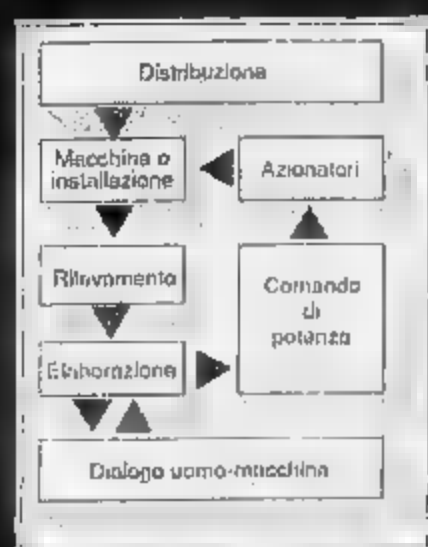 Distribuziona
Macchina o
installazione
Azionatori
Rilevamento
Comando
di
potenza
Elaborazione
Dialogo uomo-macchina